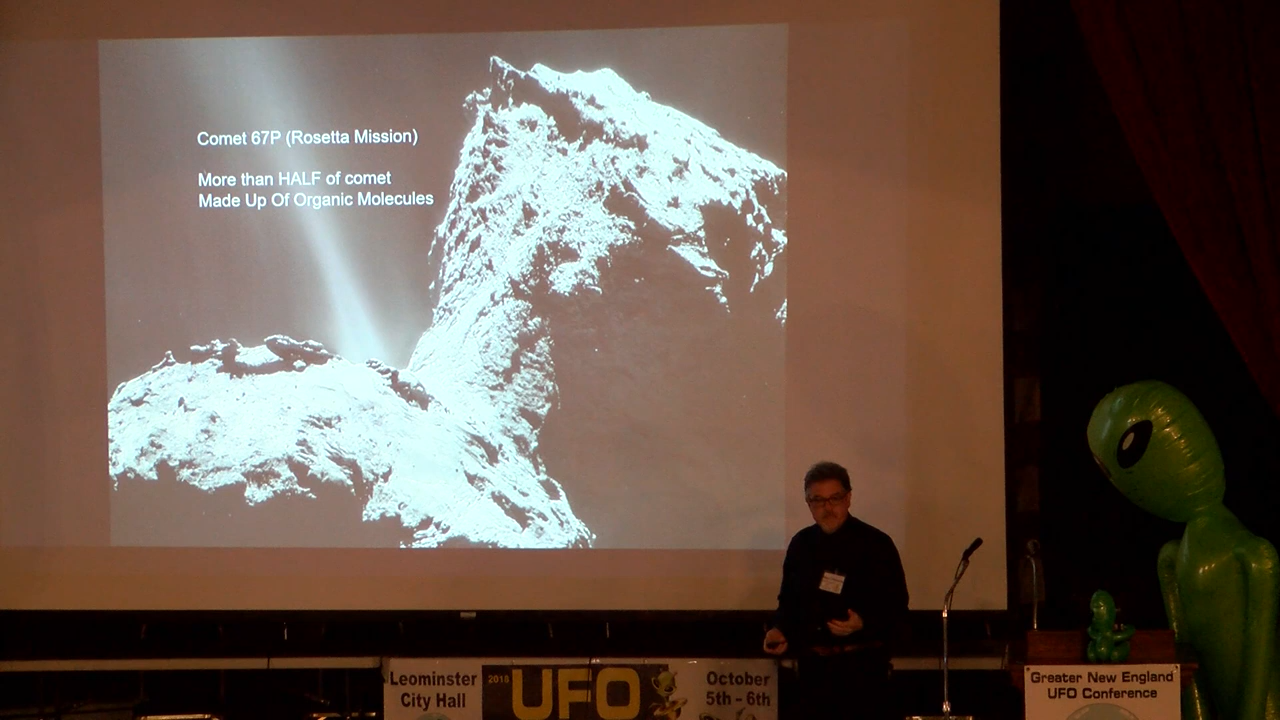 Comet 67P (Rosetta Mission)
More than HALF of comet
Made Up Of Organic Molecules
Leominster
City Hall
2018
UFO
October
5th - 6th
Greater New England
UFO Conference